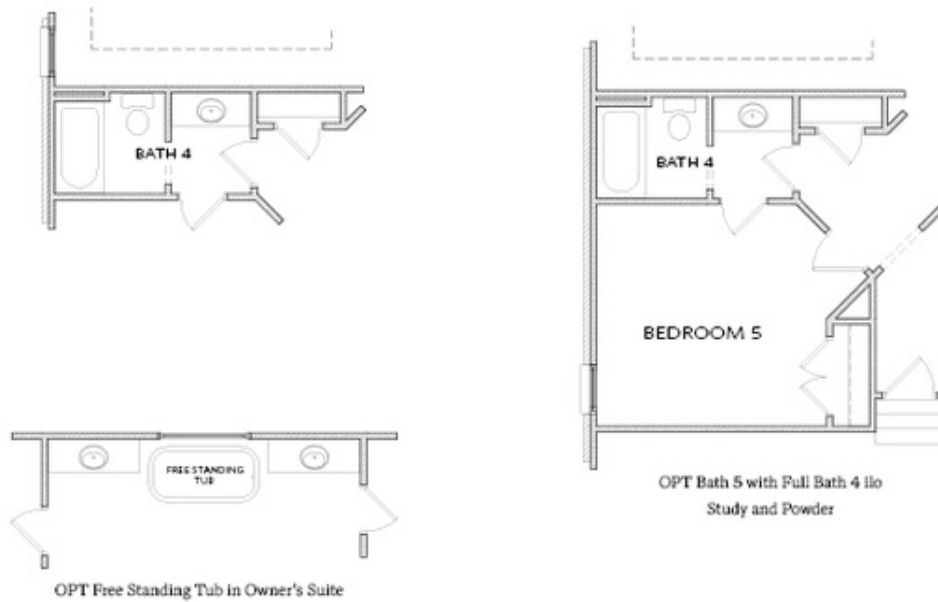 BATH 4
BATH 4
BEDROOM 5
FREE STANDING
TUB
OPT Bath 5 with Full Bath 4 ilo
Study and Powder
OPT Free Standing Tub in Owner's Suite